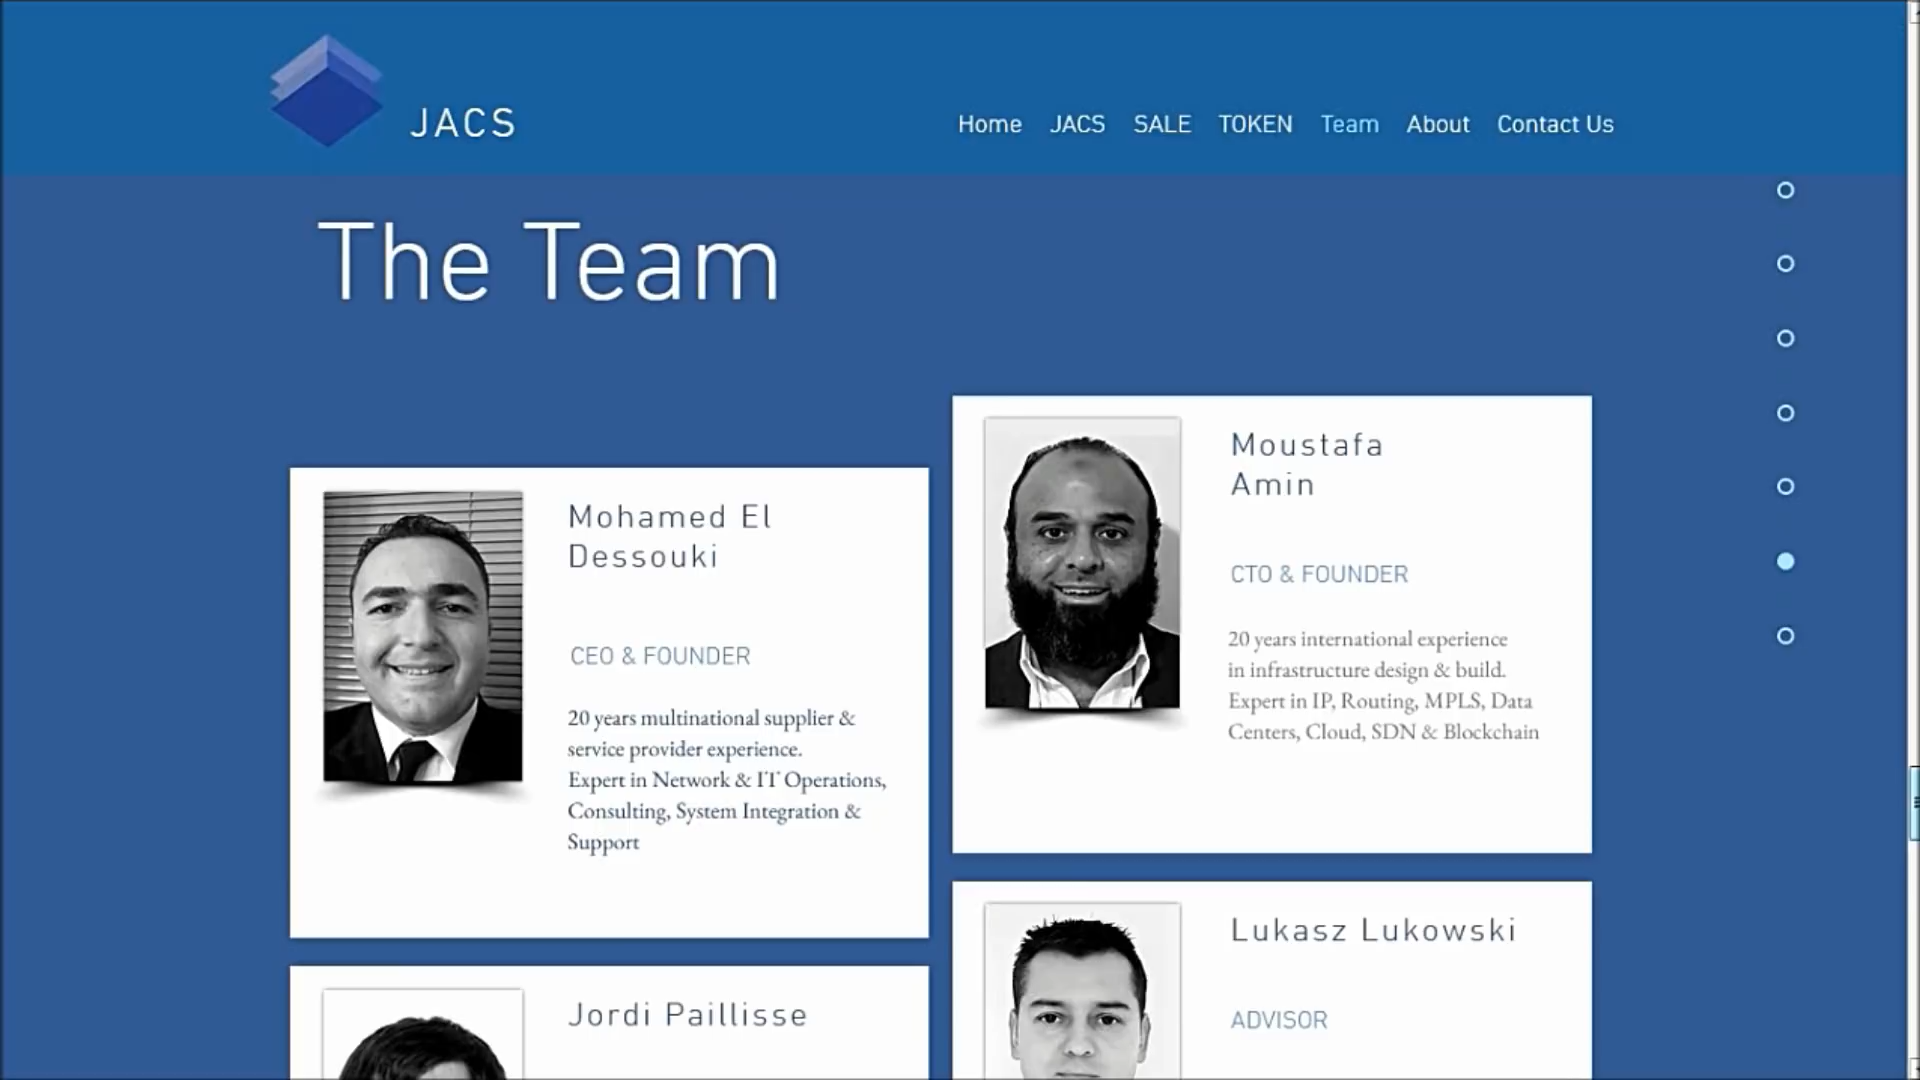 JACS
Home JACS SALE TOKEN Team About Contact Us
The Team
Mohamed El
Dessouki
CEO & FOUNDER
20 years multinational supplier &
service provider experience.
Expert in Network & IT Operations,
Consulting, System Integration &
Support
Moustafa
Amin
CTO & FOUNDER
20 years international experience
in infrastructure design & build.
Expert in IP, Routing, MPLS, Data
Centers, Cloud, SDN & Blockchain
Jordi Paillisse
Lukasz Lukowski
ADVISOR